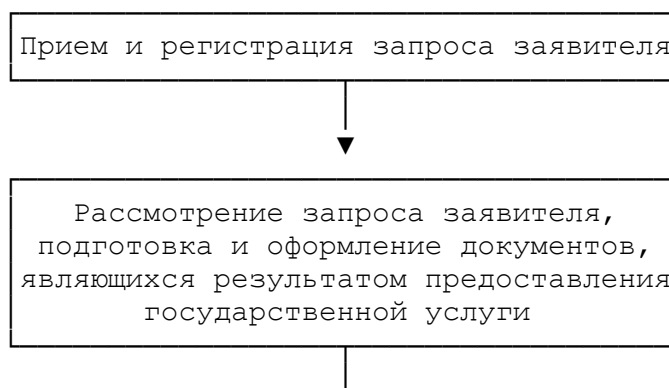 Прием и регистрация запроса заявителя
Рассмотрение запроса заявителя,
подготовка и оформление документов,
являющихся результатом предоставления
государственной услуги